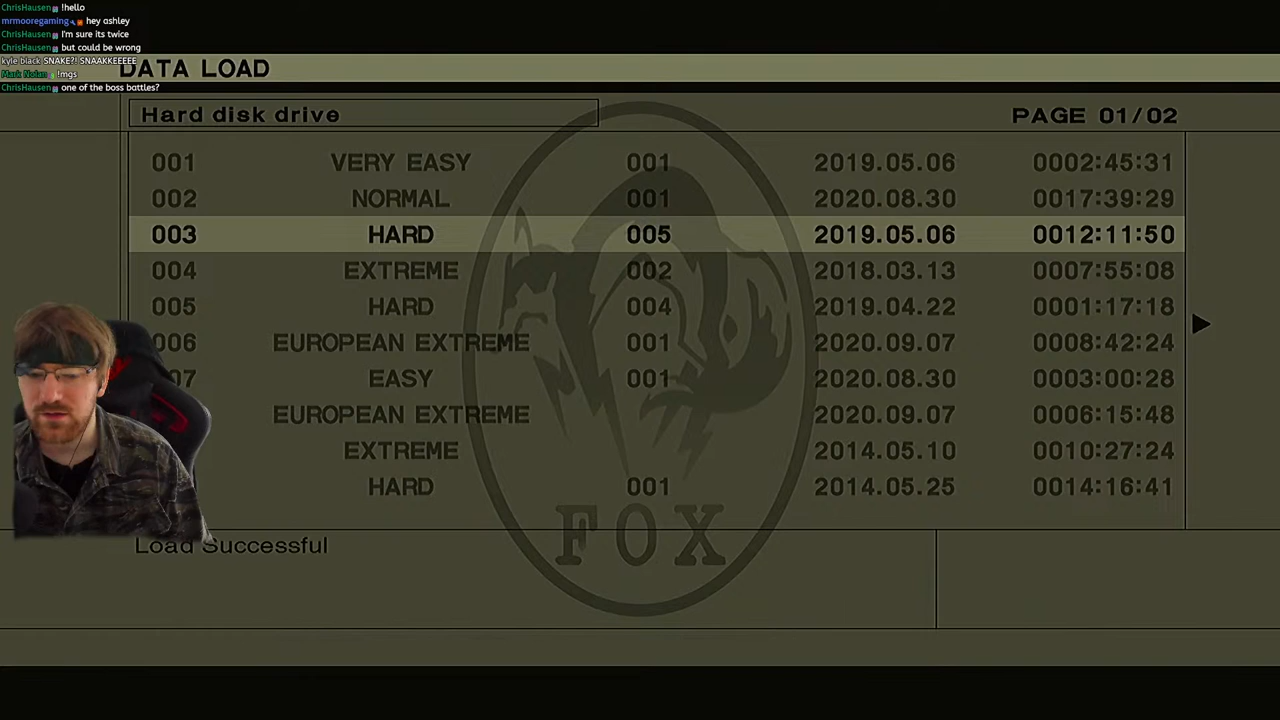 ChrisHausen !hello
mrmooregaming hey ashley
ChrisHausen I'm sure its twice
ChrisHausen but could be wrong
kyle black SNAKE?! SNAAKKEEEEE
Mark Nolan !mgs
ChrisHausen one of the boss battles?
DATA LOAD
Hard disk drive PAGE 01/02
001 VERY EASY 001 2019.05.06 0002:45:31
002 NORMAL 001 2020.08.30 0017:39:29
003 HARD 005 2019.05.06 0012:11:50
004 EXTREME 002 2018.03.13 0007:55:08
005 HARD 004 2019.04.22 0001:17:18
006 EUROPEAN EXTREME 001 2020.09.07 0008:42:24
07 EASY 001 2020.08.30 0003:00:28
EUROPEAN EXTREME 2020.09.07 0006:15:48
EXTREME 2014.05.10 0010:27:24
HARD 001 2014.05.25 0014:16:41
FOX
Load Successful